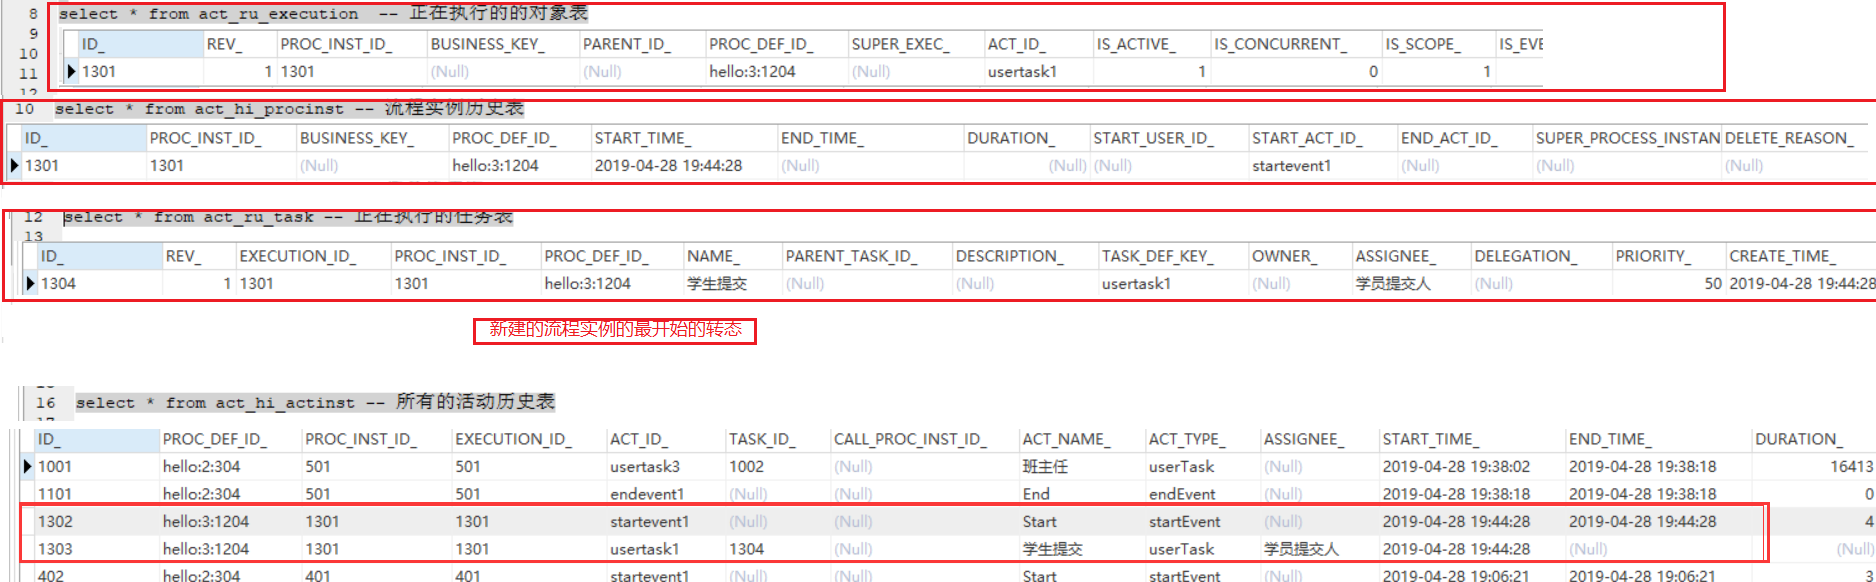 8 select * from act_ru_execution -- 正在执行的的对象表
9
10 ID_ REV_ PROC_INST_ID_ BUSINESS_KEY_ PARENT_ID_ PROC_DEF_ID_ SUPER_EXEC_ ACT_ID_ IS_ACTIVE_ IS_CONCURRENT_ IS_SCOPE_ IS_EVE
11 1301 1 1301 (Null) (Null) hello:3:1204 (Null) usertask1 1 0 1
12
10 select * from act_hi_procinst -- 流程实例历史表
ID_ PROC_INST_ID_ BUSINESS_KEY_ PROC_DEF_ID_ START_TIME_ END_TIME_ DURATION_ START_USER_ID_ START_ACT_ID_ END_ACT_ID_ SUPER_PROCESS_INSTAN DELETE_REASON_
1301 1301 (Null) hello:3:1204 2019-04-28 19:44:28 (Null) (Null) (Null) startevent1 (Null) (Null) (Null)
12 select * from act_ru_task -- 正在执行的任务表
13
ID_ REV_ EXECUTION_ID_ PROC_INST_ID_ PROC_DEF_ID_ NAME_ PARENT_TASK_ID_ DESCRIPTION_ TASK_DEF_KEY_ OWNER_ ASSIGNEE_ DELEGATION_ PRIORITY_ CREATE_TIME_
1304 1 1301 1301 hello:3:1204 学生提交 (Null) (Null) usertask1 (Null) 学员提交人 (Null) 50 2019-04-28 19:44:28
新建的流程实例的最开始的转态
16 select * from act_hi_actinst -- 所有的活动历史表
ID_ PROC_DEF_ID_ PROC_INST_ID_ EXECUTION_ID_ ACT_ID_ TASK_ID_ CALL_PROC_INST_ID_ ACT_NAME_ ACT_TYPE_ ASSIGNEE_ START_TIME_ END_TIME_ DURATION_
1001 hello:2:304 501 501 usertask3 1002 (Null) 班主任 userTask (Null) 2019-04-28 19:38:02 2019-04-28 19:38:18 16413
1101 hello:2:304 501 501 endevent1 (Null) (Null) End endEvent (Null) 2019-04-28 19:38:18 2019-04-28 19:38:18 0
1302 hello:3:1204 1301 1301 startevent1 (Null) (Null) Start startEvent (Null) 2019-04-28 19:44:28 2019-04-28 19:44:28 4
1303 hello:3:1204 1301 1301 usertask1 1304 (Null) 学生提交 userTask 学员提交人 2019-04-28 19:44:28 (Null) (Null)
402 hello:2:304 401 401 startevent1 (Null) (Null) Start startEvent (Null) 2019-04-28 19:06:21 2019-04-28 19:06:21 3